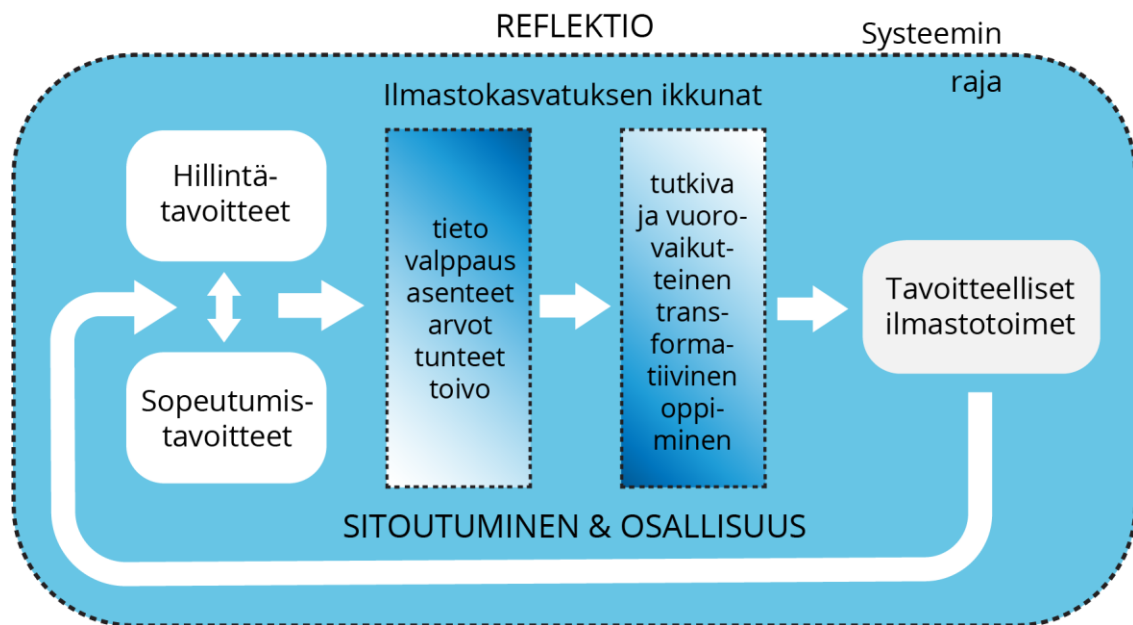 REFLEKTIO
Systeemin
raja
Ilmastokasvatuksen ikkunat
Hillintä-
tavoitteet
Sopeutumis-
tavoitteet
tieto
valppaus
asenteet
arvot
tunteet
toivo
tutkiva
ja vuoro-
vaikut-
teinen
trans-
forma-
tiivinen
oppi-
minen
Tavoitteelliset
ilmastotoimet
SITOUTUMINEN & OSALLISUUS